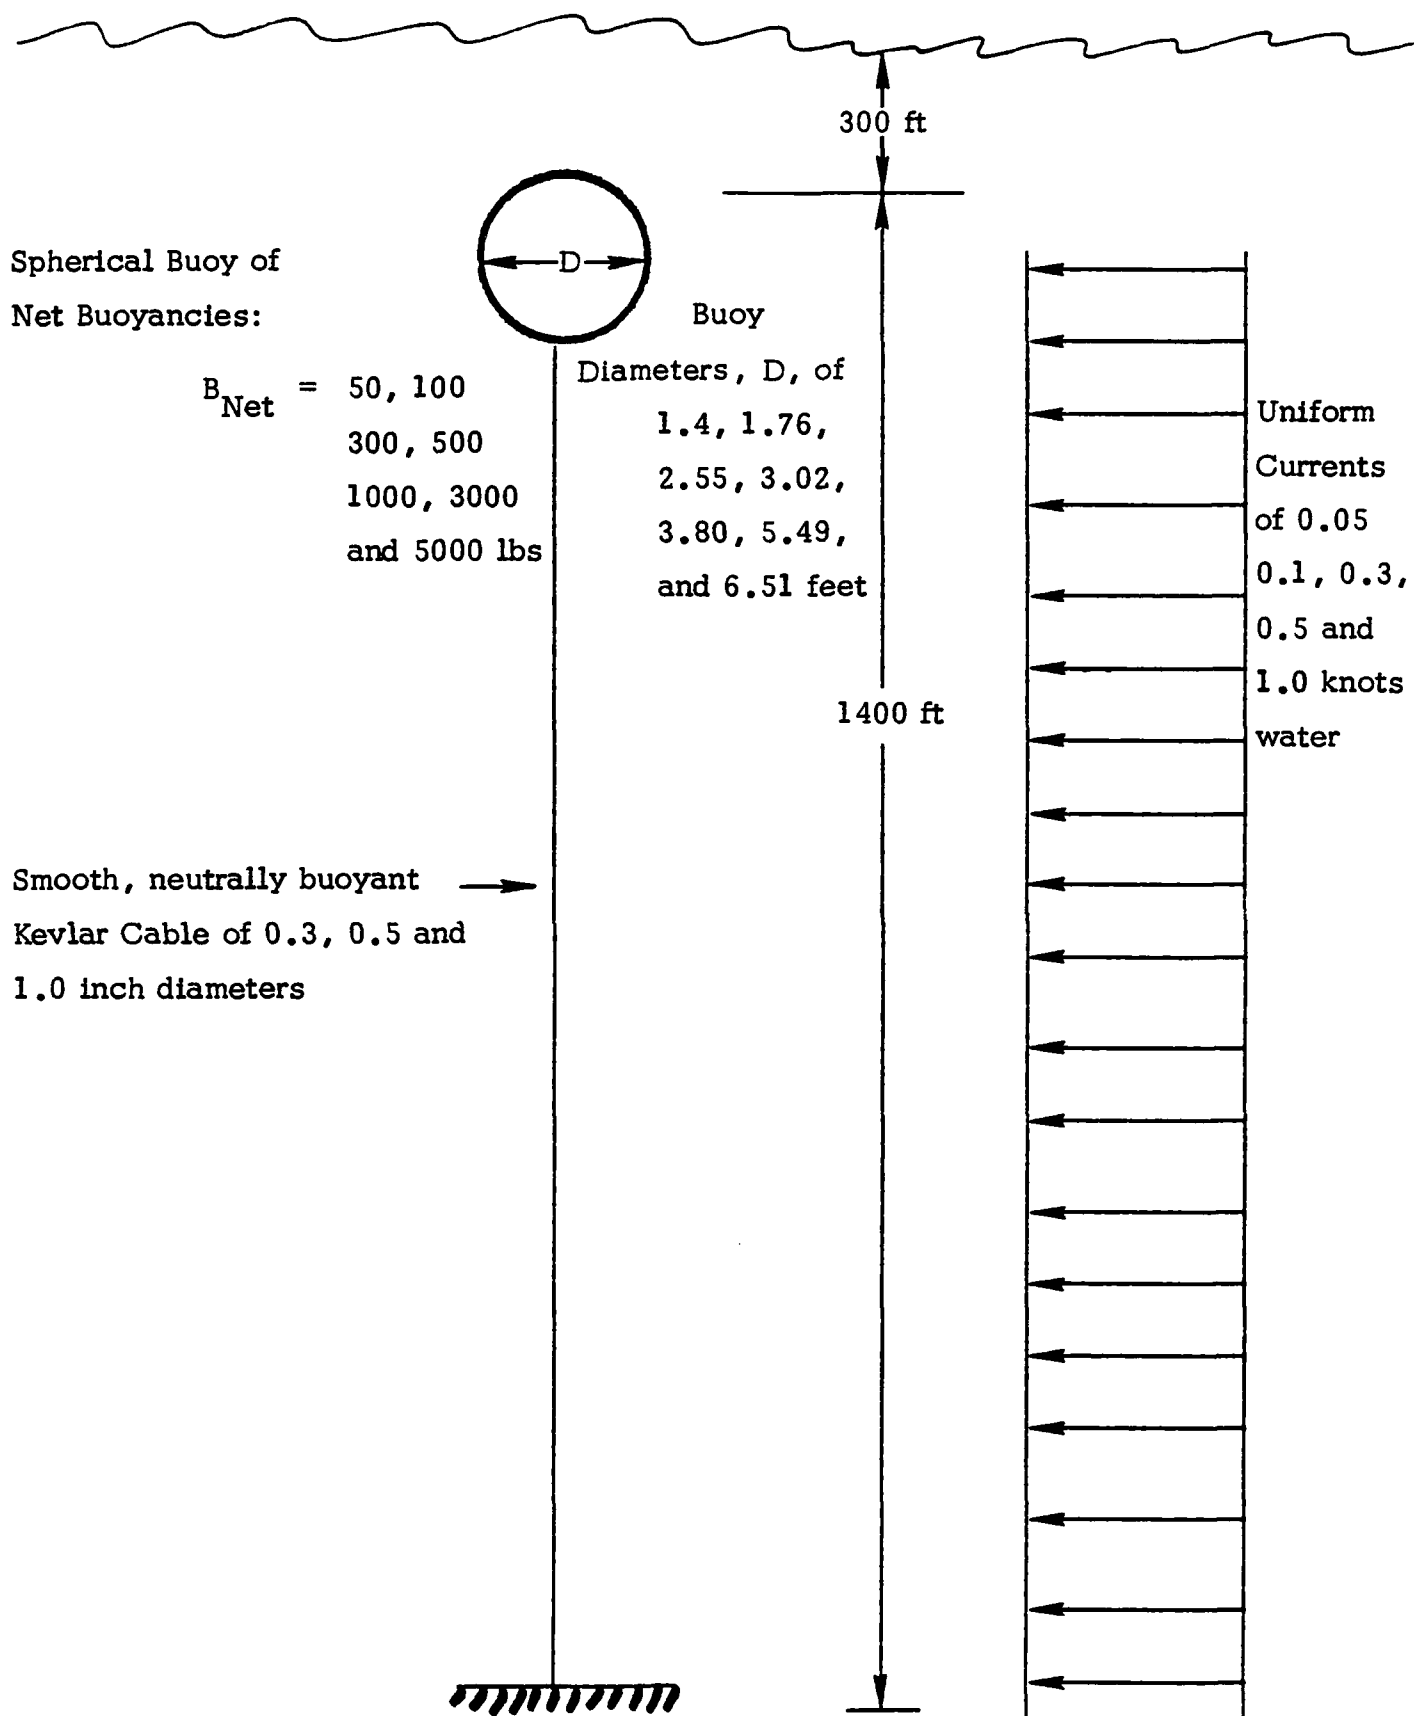 300 ft
Spherical Buoy of
Net Buoyancies:
B Net = 50, 100
300, 500
1000, 3000
and 5000 lbs
D
Buoy
Diameters, D, of
1.4, 1.76,
2.55, 3.02,
3.80, 5.49,
and 6.51 feet
Uniform
Currents
of 0.05
0.1, 0.3,
0.5 and
1.0 knots
water
1400 ft
Smooth, neutrally buoyant
Kevlar Cable of 0.3, 0.5 and
1.0 inch diameters